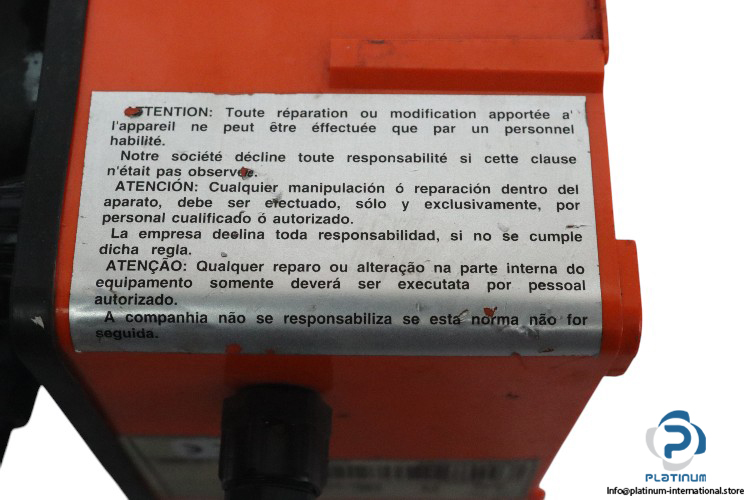 ATTENTION: Toute réparation ou modification apportée a'
l'appareil ne peut être éffectuée que par un personnel
habilité.
Notre société décline toute responsabilité si cette clause
n'était pas observée.
ATENCIÓN: Cualquier manipulación ó reparación dentro del
aparato, debe ser efectuado, sólo y exclusivamente, por
personal cualificado ó autorizado.
La empresa declina toda responsabilidad, si no se cumple
dicha regla.
ATENÇÃO: Qualquer reparo ou alteração na parte interna do
equipamento somente deverá ser executata por pessoal
autorizado.
A companhia não se responsabiliza se esta norma não for
seguida.
PLATINUM
Info@platinum-international.store